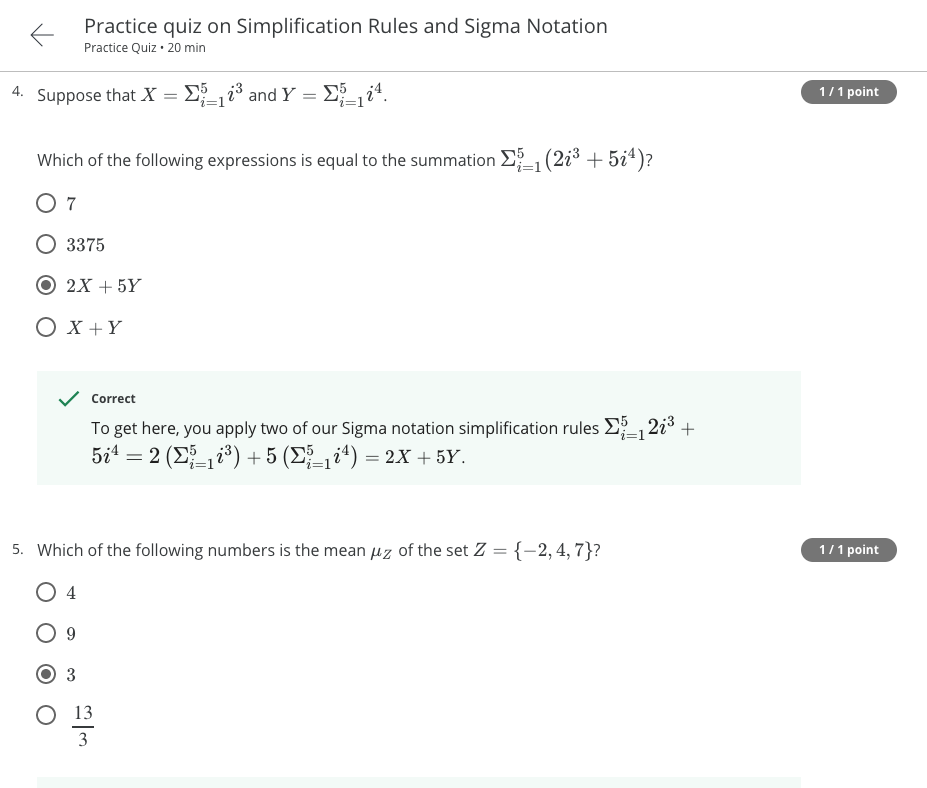 Practice quiz on Simplification Rules and Sigma Notation
Practice Quiz • 20 min
4. Suppose that $X = \Sigma_{i=1}^{5} i^3$ and $Y = \Sigma_{i=1}^{5} i^4$.
1 / 1 point
Which of the following expressions is equal to the summation $\Sigma_{i=1}^{5} (2i^3 + 5i^4)$?
7
3375
$2X + 5Y$
$X + Y$
Correct
To get here, you apply two of our Sigma notation simplification rules $\Sigma_{i=1}^{5} 2i^3 +$
$5i^4 = 2\,(\Sigma_{i=1}^{5} i^3) + 5\,(\Sigma_{i=1}^{5} i^4) = 2X + 5Y.$
5. Which of the following numbers is the mean $\mu_Z$ of the set $Z = \{-2, 4, 7\}$?
1 / 1 point
4
9
3
$\frac{13}{3}$